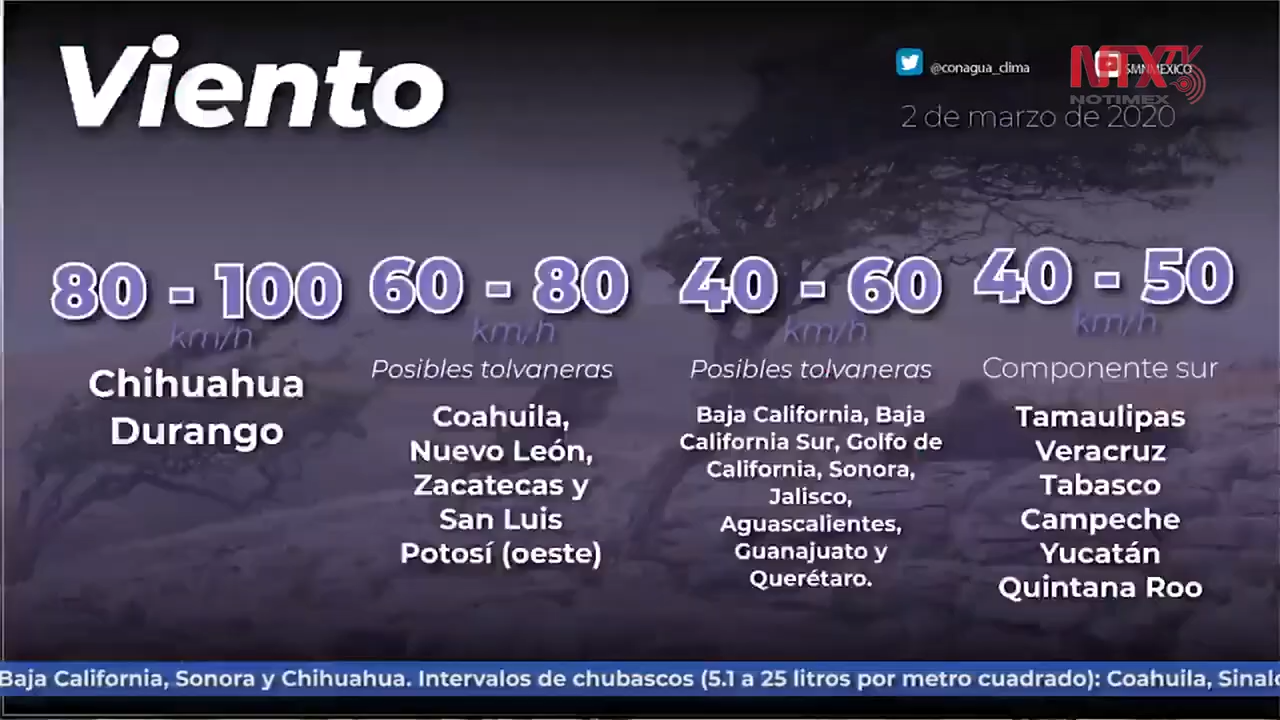 Viento
@conagua_clima
SMNMEXICO
NTX TV
NOTIMEX
2 de marzo de 2020
80 - 100
km/h
Chihuahua
Durango
60 - 80
km/h
Posibles tolvaneras
Coahuila,
Nuevo León,
Zacatecas y
San Luis
Potosí (oeste)
40 - 60
km/h
Posibles tolvaneras
Baja California, Baja
California Sur, Golfo de
California, Sonora,
Jalisco,
Aguascalientes,
Guanajuato y
Querétaro.
40 - 50
km/h
Componente sur
Tamaulipas
Veracruz
Tabasco
Campeche
Yucatán
Quintana Roo
Baja California, Sonora y Chihuahua. Intervalos de chubascos (5.1 a 25 litros por metro cuadrado): Coahuila, Sinalo